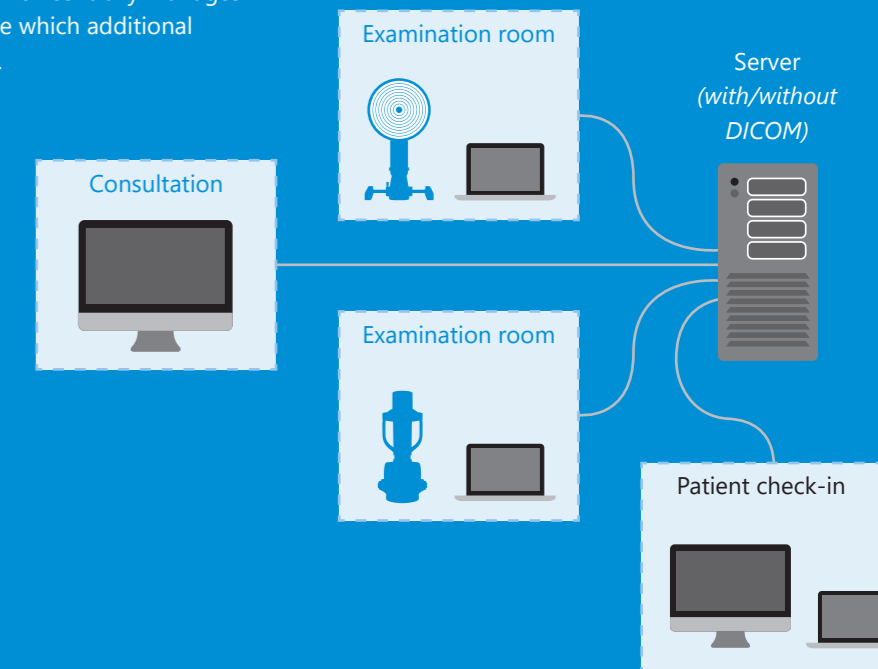 e which additional
Examination room
Server
(with/without
DICOM)
Consultation
Examination room
Patient check-in